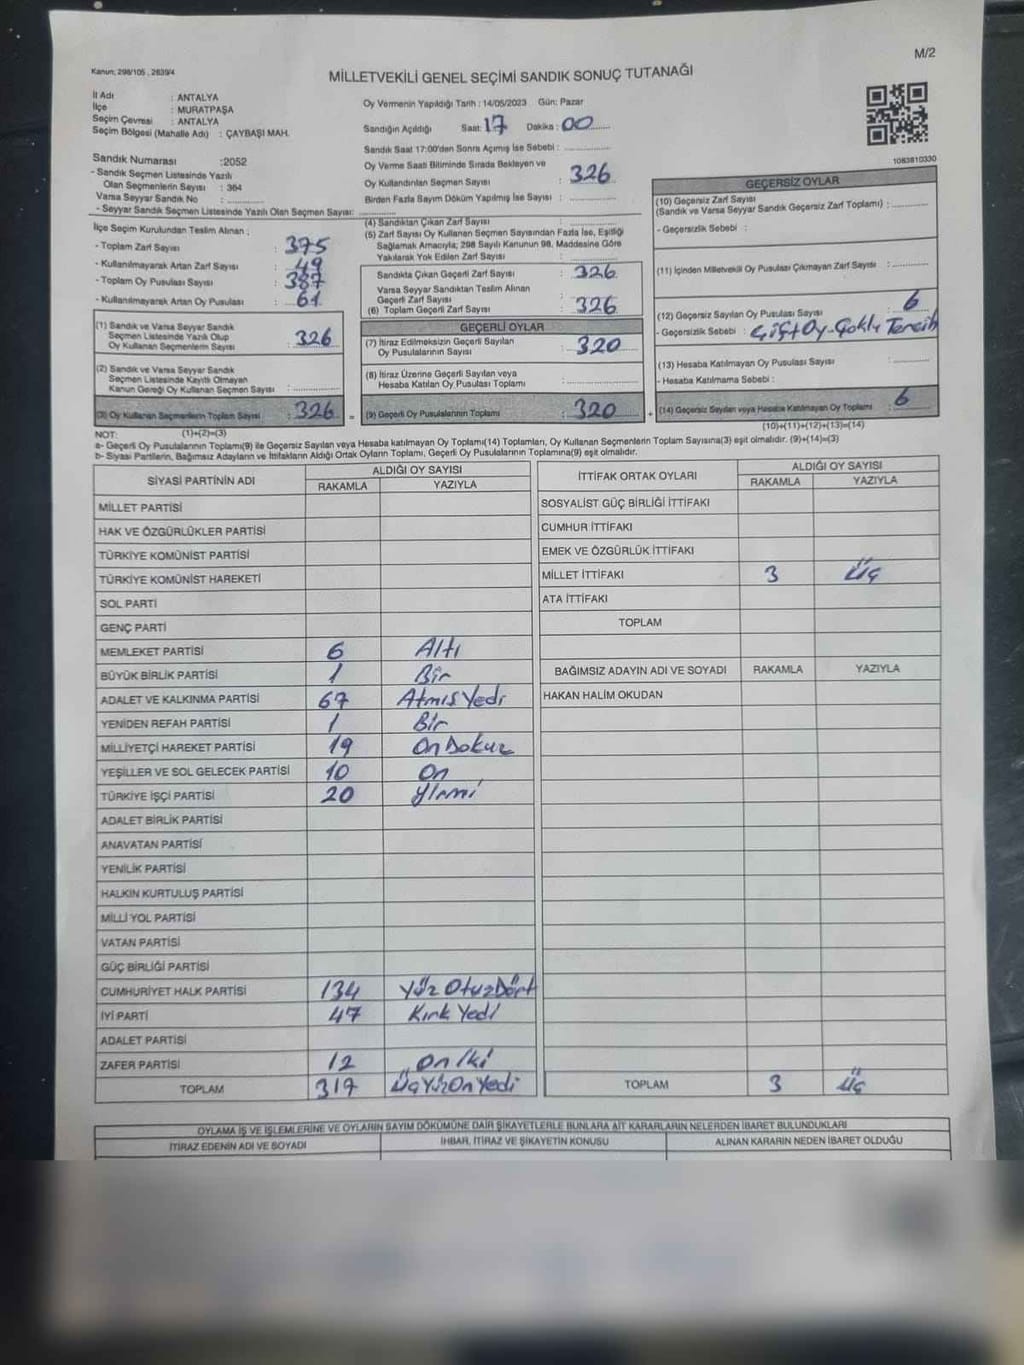 M/2
Kanun: 298/105 , 2839/4
MİLLETVEKİLİ GENEL SEÇİMİ SANDIK SONUÇ TUTANAĞI
İl Adı : ANTALYA
İlçe : MURATPAŞA
Seçim Çevresi : ANTALYA
Seçim Bölgesi (Mahalle Adı) : ÇAYBAŞI MAH.
Sandık Numarası :2052
- Sandık Seçmen Listesinde Yazılı
Olan Seçmenlerin Sayısı : 364
Varsa Seyyar Sandık No :
- Seyyar Sandık Seçmen Listesinde Yazılı Olan Seçmen Sayısı:
Oy Vermenin Yapıldığı Tarih : 14/05/2023 Gün: Pazar
Sandığın Açıldığı Saat: 17 Dakika : 00
Sandık Saat 17:00'den Sonra Açılmış İse Sebebi :
Oy Verme Saati Bitiminde Sırada Bekleyen ve
Oy Kullandırılan Seçmen Sayısı : 326
Birden Fazla Sayım Döküm Yapılmış İse Sayısı :
1083810330
İlçe Seçim Kurulundan Teslim Alınan ;
- Toplam Zarf Sayısı : 375
- Kullanılmayarak Artan Zarf Sayısı : 49
- Toplam Oy Pusulası Sayısı : 387
- Kullanılmayarak Artan Oy Pusulası : 61
(1) Sandık ve Varsa Seyyar Sandık
Seçmen Listesinde Yazılı Olup
Oy Kullanan Seçmenlerin Sayısı : 326
(2) Sandık ve Varsa Seyyar Sandık
Seçmen Listesinde Kayıtlı Olmayan
Kanun Gereği Oy Kullanan Seçmen Sayısı :
(3) Oy Kullanan Seçmenlerin Toplam Sayısı : 326
(4) Sandıktan Çıkan Zarf Sayısı :
(5) Zarf Sayısı Oy Kullanan Seçmen Sayısından Fazla İse, Eşitliği
Sağlamak Amacıyla; 298 Sayılı Kanunun 98. Maddesine Göre
Yakılarak Yok Edilen Zarf Sayısı :
Sandıkta Çıkan Geçerli Zarf Sayısı : 326
Varsa Seyyar Sandıktan Teslim Alınan
Geçerli Zarf Sayısı
(6) Toplam Geçerli Zarf Sayısı : 326
GEÇERLİ OYLAR
(7) İtiraz Edilmeksizin Geçerli Sayılan
Oy Pusulalarının Sayısı : 320
(8) İtiraz Üzerine Geçerli Sayılan veya
Hesaba Katılan Oy Pusulası Toplamı :
= (9) Geçerli Oy Pusulalarının Toplamı : 320 +
GEÇERSİZ OYLAR
(10) Geçersiz Zarf Sayısı
(Sandık ve Varsa Seyyar Sandık Geçersiz Zarf Toplamı) :
- Geçersizlik Sebebi :
(11) İçinden Milletvekili Oy Pusulası Çıkmayan Zarf Sayısı :
(12) Geçersiz Sayılan Oy Pusulası Sayısı : 6
- Geçersizlik Sebebi : Çift Oy-Çoklu Tercih
(13) Hesaba Katılmayan Oy Pusulası Sayısı :
- Hesaba Katılmama Sebebi :
(14) Geçersiz Sayılan veya Hesaba Katılmayan Oy Toplamı : 6
NOT: (1)+(2)=(3)
(10)+(11)+(12)+(13)=(14)
a- Geçerli Oy Pusulalarının Toplamı(9) ile Geçersiz Sayılan veya Hesaba katılmayan Oy Toplamı(14) Toplamları, Oy Kullanan Seçmenlerin Toplam Sayısına(3) eşit olmalıdır. (9)+(14)=(3)
b- Siyasi Partilerin, Bağımsız Adayların ve İttifakların Aldığı Ortak Oyların Toplamı, Geçerli Oy Pusulalarının Toplamına(9) eşit olmalıdır.
SİYASİ PARTİNİN ADI
ALDIĞI OY SAYISI
RAKAMLA YAZIYLA
MİLLET PARTİSİ
HAK VE ÖZGÜRLÜKLER PARTİSİ
TÜRKİYE KOMÜNİST PARTİSİ
TÜRKİYE KOMÜNİST HAREKETİ
SOL PARTİ
GENÇ PARTİ
MEMLEKET PARTİSİ 6 Altı
BÜYÜK BİRLİK PARTİSİ 1 Bir
ADALET VE KALKINMA PARTİSİ 67 Atmış Yedi
YENİDEN REFAH PARTİSİ 1 Bir
MİLLİYETÇİ HAREKET PARTİSİ 19 On Dokuz
YEŞİLLER VE SOL GELECEK PARTİSİ 10 On
TÜRKİYE İŞÇİ PARTİSİ 20
ADALET BİRLİK PARTİSİ
ANAVATAN PARTİSİ
YENİLİK PARTİSİ
HALKIN KURTULUŞ PARTİSİ
MİLLİ YOL PARTİSİ
VATAN PARTİSİ
GÜÇ BİRLİĞİ PARTİSİ
CUMHURİYET HALK PARTİSİ 134 Yüz Otuz Dört
İYİ PARTİ 47 Kırk Yedi
ADALET PARTİSİ
ZAFER PARTİSİ 12 On İki
TOPLAM 317 Üç Yüz On Yedi
İTTİFAK ORTAK OYLARI
ALDIĞI OY SAYISI
RAKAMLA YAZIYLA
SOSYALİST GÜÇ BİRLİĞİ İTTİFAKI
CUMHUR İTTİFAKI
EMEK VE ÖZGÜRLÜK İTTİFAKI
MİLLET İTTİFAKI 3 Üç
ATA İTTİFAKI
TOPLAM
BAĞIMSIZ ADAYIN ADI VE SOYADI RAKAMLA YAZIYLA
HAKAN HALİM OKUDAN
TOPLAM 3 Üç
OYLAMA İŞ VE İŞLEMLERİNE VE OYLARIN SAYIM DÖKÜMÜNE DAİR ŞİKAYETLERLE BUNLARA AİT KARARLARIN NELERDEN İBARET BULUNDUKLARI
İTİRAZ EDENİN ADI VE SOYADI
İHBAR, İTİRAZ VE ŞİKAYETİN KONUSU
ALINAN KARARIN NEDEN İBARET OLDUĞU